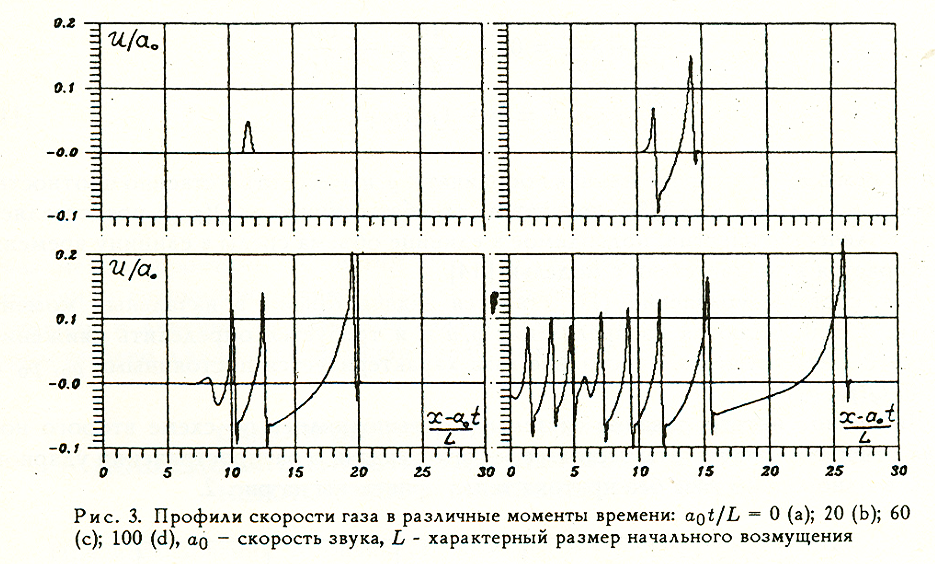 0.2
0.1
-0.0
-0.1
U/a₀
0.2
0.1
-0.0
-0.1
U/a₀
x-a₀t
L
x-a₀t
L
0 5 10 15 20 25 30
0 5 10 15 20 25 30
Рис. 3. Профили скорости газа в различные моменты времени: a₀t/L = 0 (a); 20 (b); 60
(c); 100 (d), a₀ – скорость звука, L - характерный размер начального возмущения